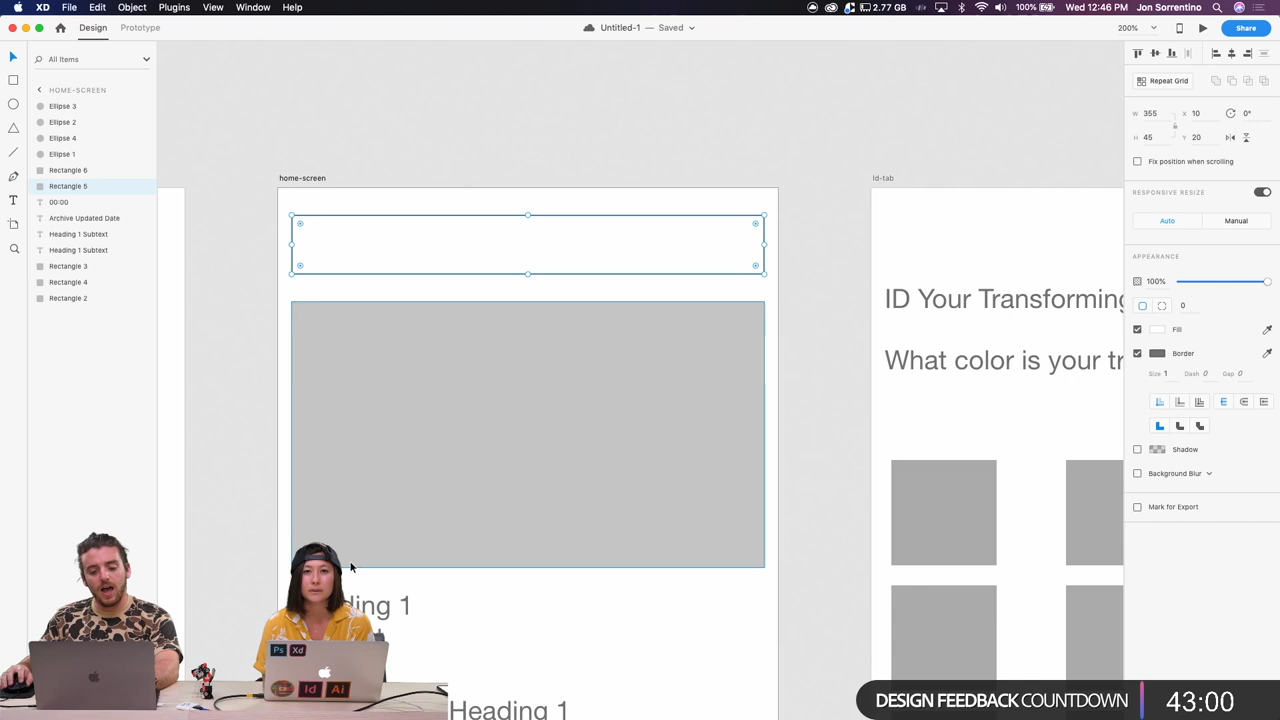 XD File Edit Object Plugins View Window Help
2.77 GB 100% Wed 12:46 PM Jon Sorrentino
Design Prototype
Untitled-1 — Saved
200%
Share
All Items
HOME-SCREEN
Ellipse 3
Ellipse 2
Ellipse 4
Ellipse 1
Rectangle 6
Rectangle 5
00:00
Archive Updated Date
Heading 1 Subtext
Heading 1 Subtext
Rectangle 3
Rectangle 4
Rectangle 2
home-screen
ding 1
Heading 1
Id-tab
ID Your Transforming
What color is your tr
Repeat Grid
W 355 X 10 0°
H 45 Y 20
Fix position when scrolling
RESPONSIVE RESIZE
Auto Manual
APPEARANCE
100%
0
Fill
Border
Size 1 Dash 0 Gap 0
Shadow
Background Blur
Mark for Export
Ps Xd
Id Ai
DESIGN FEEDBACK COUNTDOWN 43:00